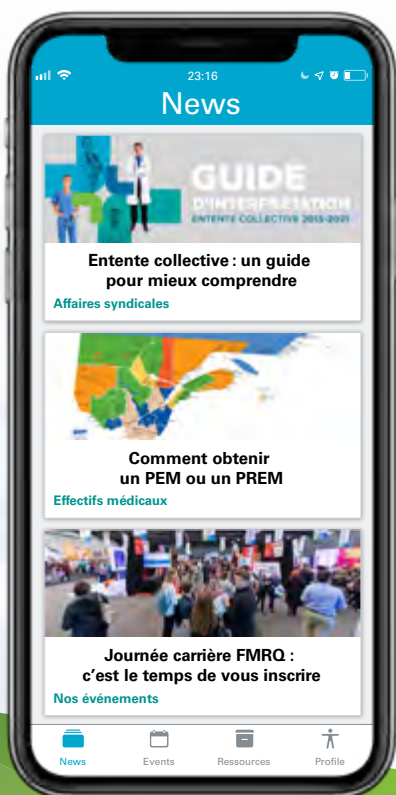 23:16
News
GUIDE
D'INTERPRÉTATION
ENTENTE COLLECTIVE 2015-2021
Entente collective : un guide
pour mieux comprendre
Affaires syndicales
Comment obtenir
un PEM ou un PREM
Effectifs médicaux
Journée carrière FMRQ :
c'est le temps de vous inscrire
Nos événements
News
Events
Ressources
Profile